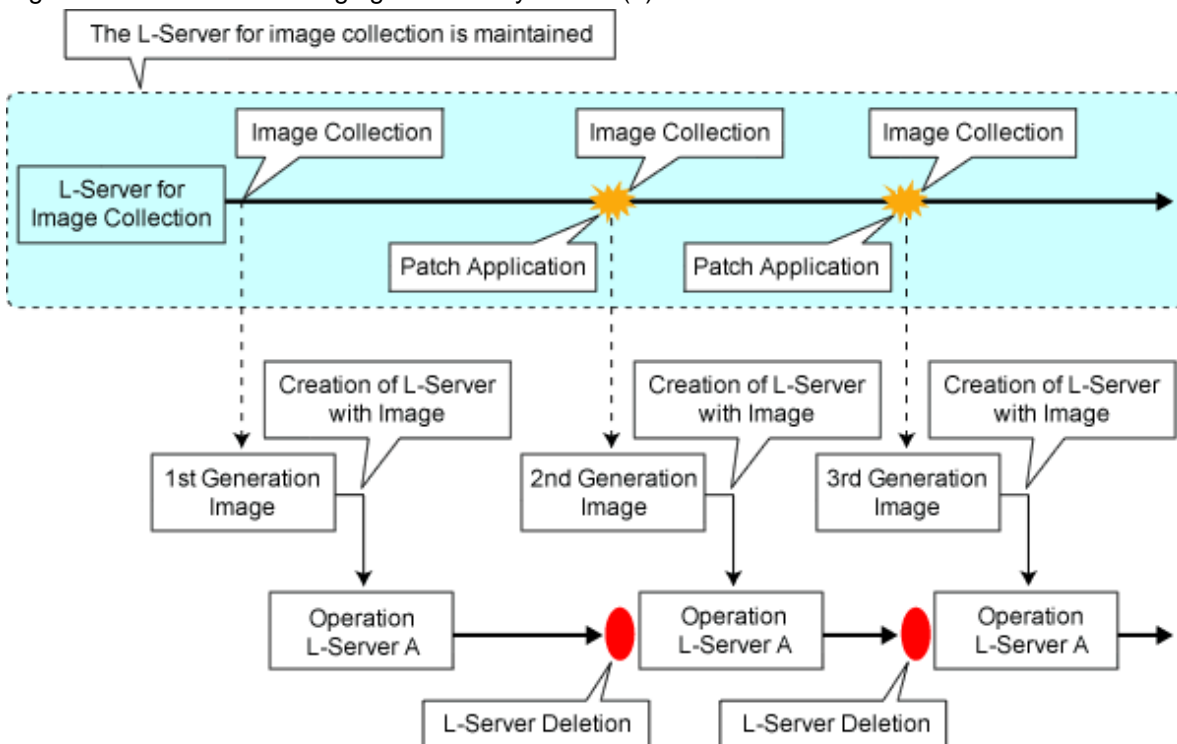 The L-Server for image collection is maintained
Image Collection
Image Collection
Image Collection
L-Server for
Image Collection
Patch Application
Patch Application
Creation of L-Server
with Image
Creation of L-Server
with Image
Creation of L-Server
with Image
1st Generation
Image
2nd Generation
Image
3rd Generation
Image
Operation
L-Server A
Operation
L-Server A
Operation
L-Server A
L-Server Deletion
L-Server Deletion